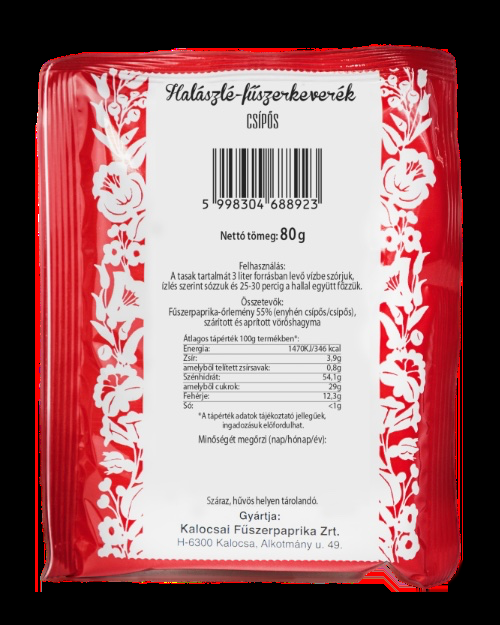 Halászlé-fűszerkeverék
CSÍPŐS
5 998304 688923
Nettó tömeg: 80 g
Felhasználás:
A tasak tartalmát 3 liter forrásban levő vízbe szórjuk,
ízlés szerint sózzuk és 25-30 percig a hallal együtt főzzük.
Összetevők:
Fűszerpaprika-őrlemény 55% (enyhén csípős/csípős),
szárított és aprított vöröshagyma
Átlagos tápérték 100g termékben*:
Energia: 1470KJ/346 kcal
Zsír: 3,9g
amelyből telített zsírsavak: 0,8g
Szénhidrát: 54,1g
amelyből cukrok: 29g
Fehérje: 12,3g
Só: <1g
*A tápérték adatok tájékoztató jellegűek,
ingadozásuk előfordulhat.
Minőségét megőrzi (nap/hónap/év):
Száraz, hűvös helyen tárolandó.
Gyártja:
Kalocsai Fűszerpaprika Zrt.
H-6300 Kalocsa, Alkotmány u. 49.